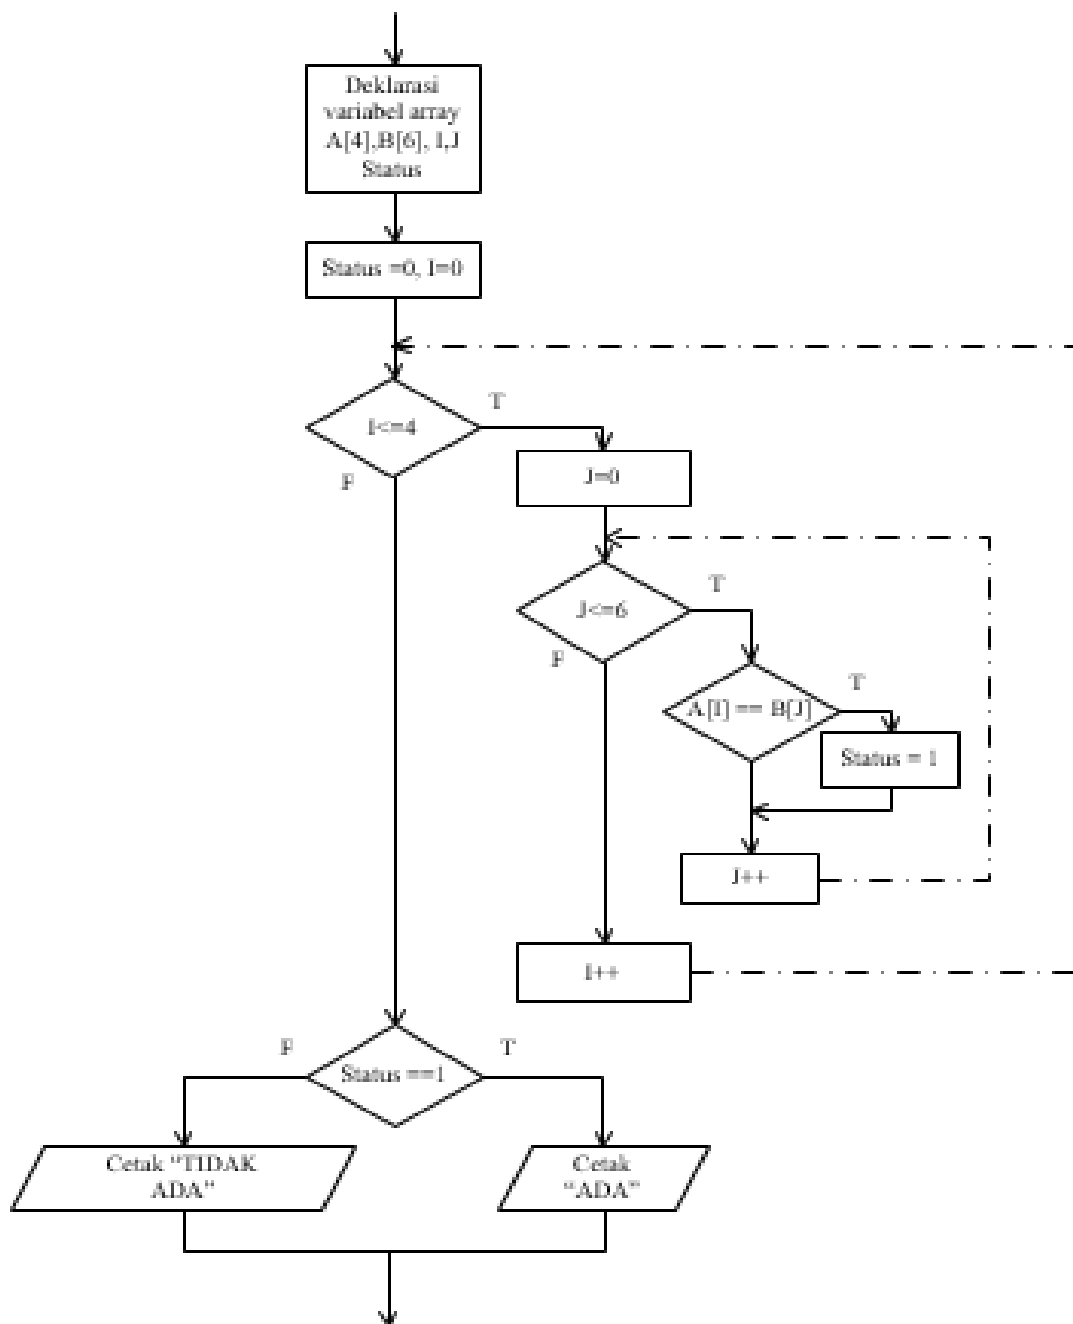 Deklarasi
variabel array
A[4],B[6], I,J
Status
Status =0, I=0
I<=4
T
F
J=0
J<=6
T
F
A[I] == B[J]
T
Status = 1
J++
I++
F
Status ==1
T
Cetak “TIDAK
ADA”
Cetak
“ADA”